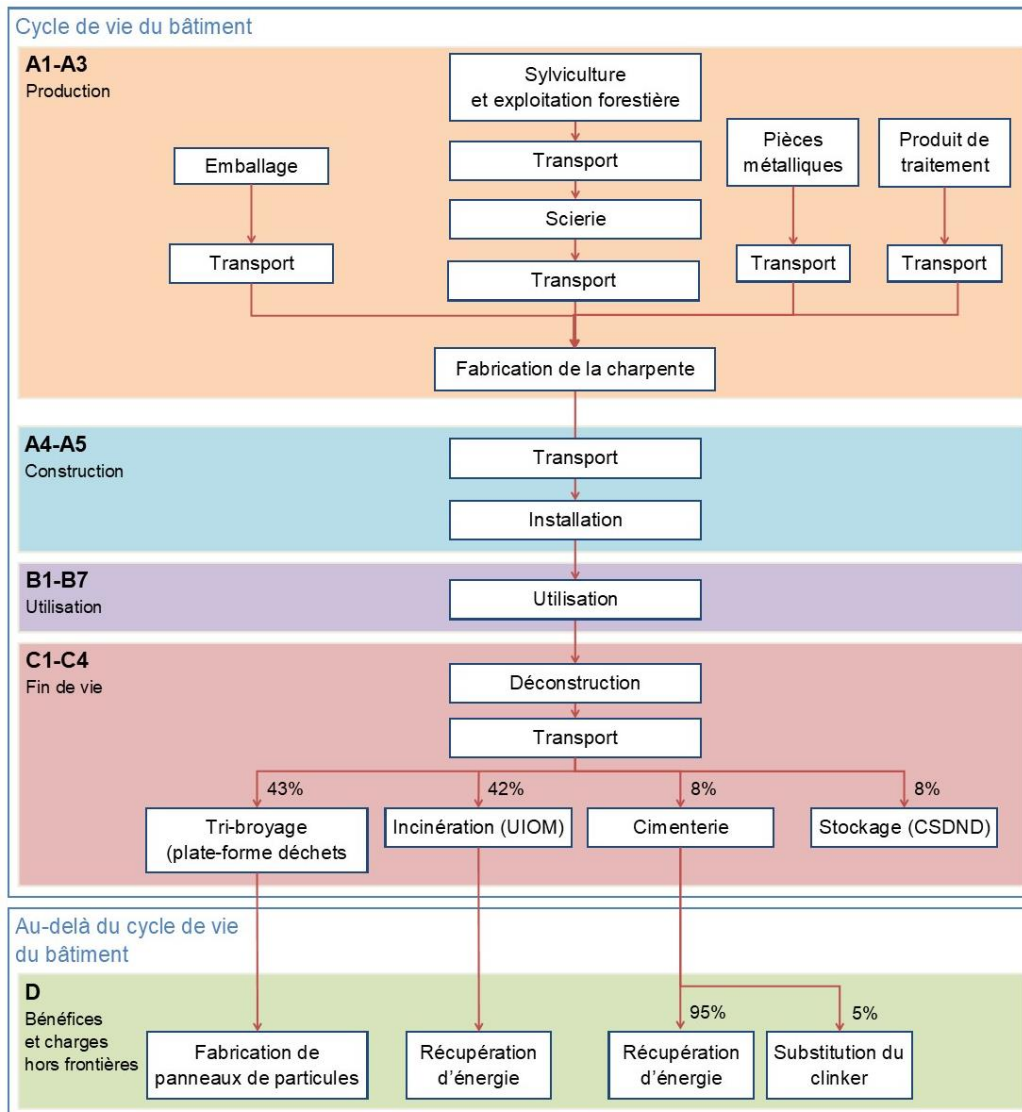 Cycle de vie du bâtiment
A1-A3
Production
Sylviculture
et exploitation forestière
Transport
Scierie
Transport
Emballage
Transport
Pièces
métalliques
Transport
Produit de
traitement
Transport
Fabrication de la charpente
A4-A5
Construction
Transport
Installation
B1-B7
Utilisation
Utilisation
C1-C4
Fin de vie
Déconstruction
Transport
43%
42%
8%
8%
Tri-broyage
(plate-forme déchets
Incinération (UIOM)
Cimenterie
Stockage (CSDND)
Au-delà du cycle de vie
du bâtiment
D
Bénéfices
et charges
hors frontières
95%
5%
Fabrication de
panneaux de particules
Récupération
d'énergie
Récupération
d'énergie
Substitution du
clinker